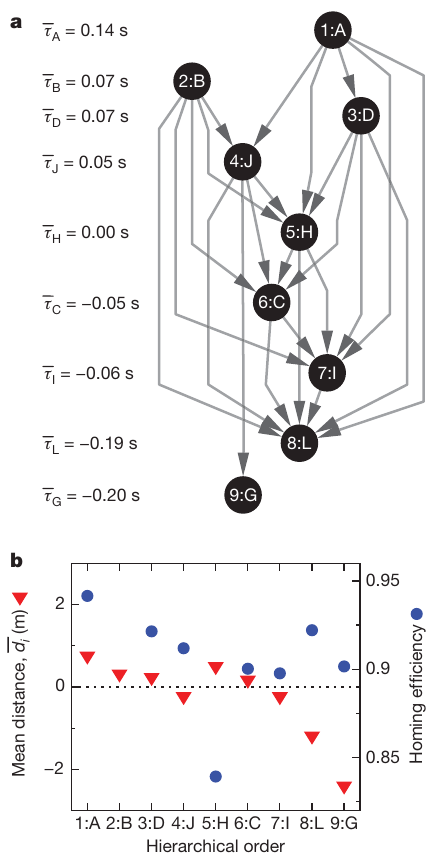 a
τ̅A = 0.14 s
1:A
τ̅B = 0.07 s
2:B
τ̅D = 0.07 s
3:D
τ̅J = 0.05 s
4:J
τ̅H = 0.00 s
5:H
τ̅C = −0.05 s
6:C
τ̅I = −0.06 s
7:I
τ̅L = −0.19 s
8:L
τ̅G = −0.20 s
9:G
b
Mean distance, d̅i (m)
2
0
−2
0.95
0.90
0.85
Homing efficiency
1:A 2:B 3:D 4:J 5:H 6:C 7:I 8:L 9:G
Hierarchical order